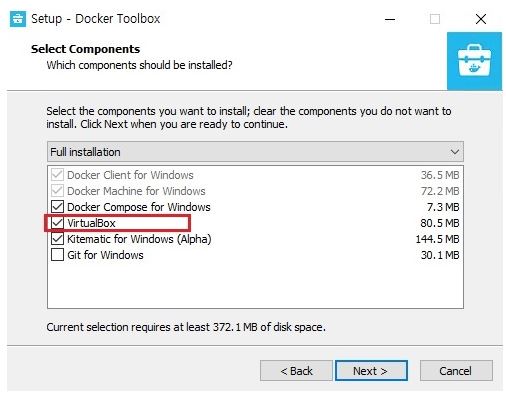 Setup - Docker Toolbox
Select Components
Which components should be installed?
Select the components you want to install; clear the components you do not want to
install. Click Next when you are ready to continue.
Full installation
Docker Client for Windows 36.5 MB
Docker Machine for Windows 72.2 MB
Docker Compose for Windows 7.3 MB
VirtualBox 80.5 MB
Kitematic for Windows (Alpha) 144.5 MB
Git for Windows 30.1 MB
Current selection requires at least 372.1 MB of disk space.
< Back Next > Cancel